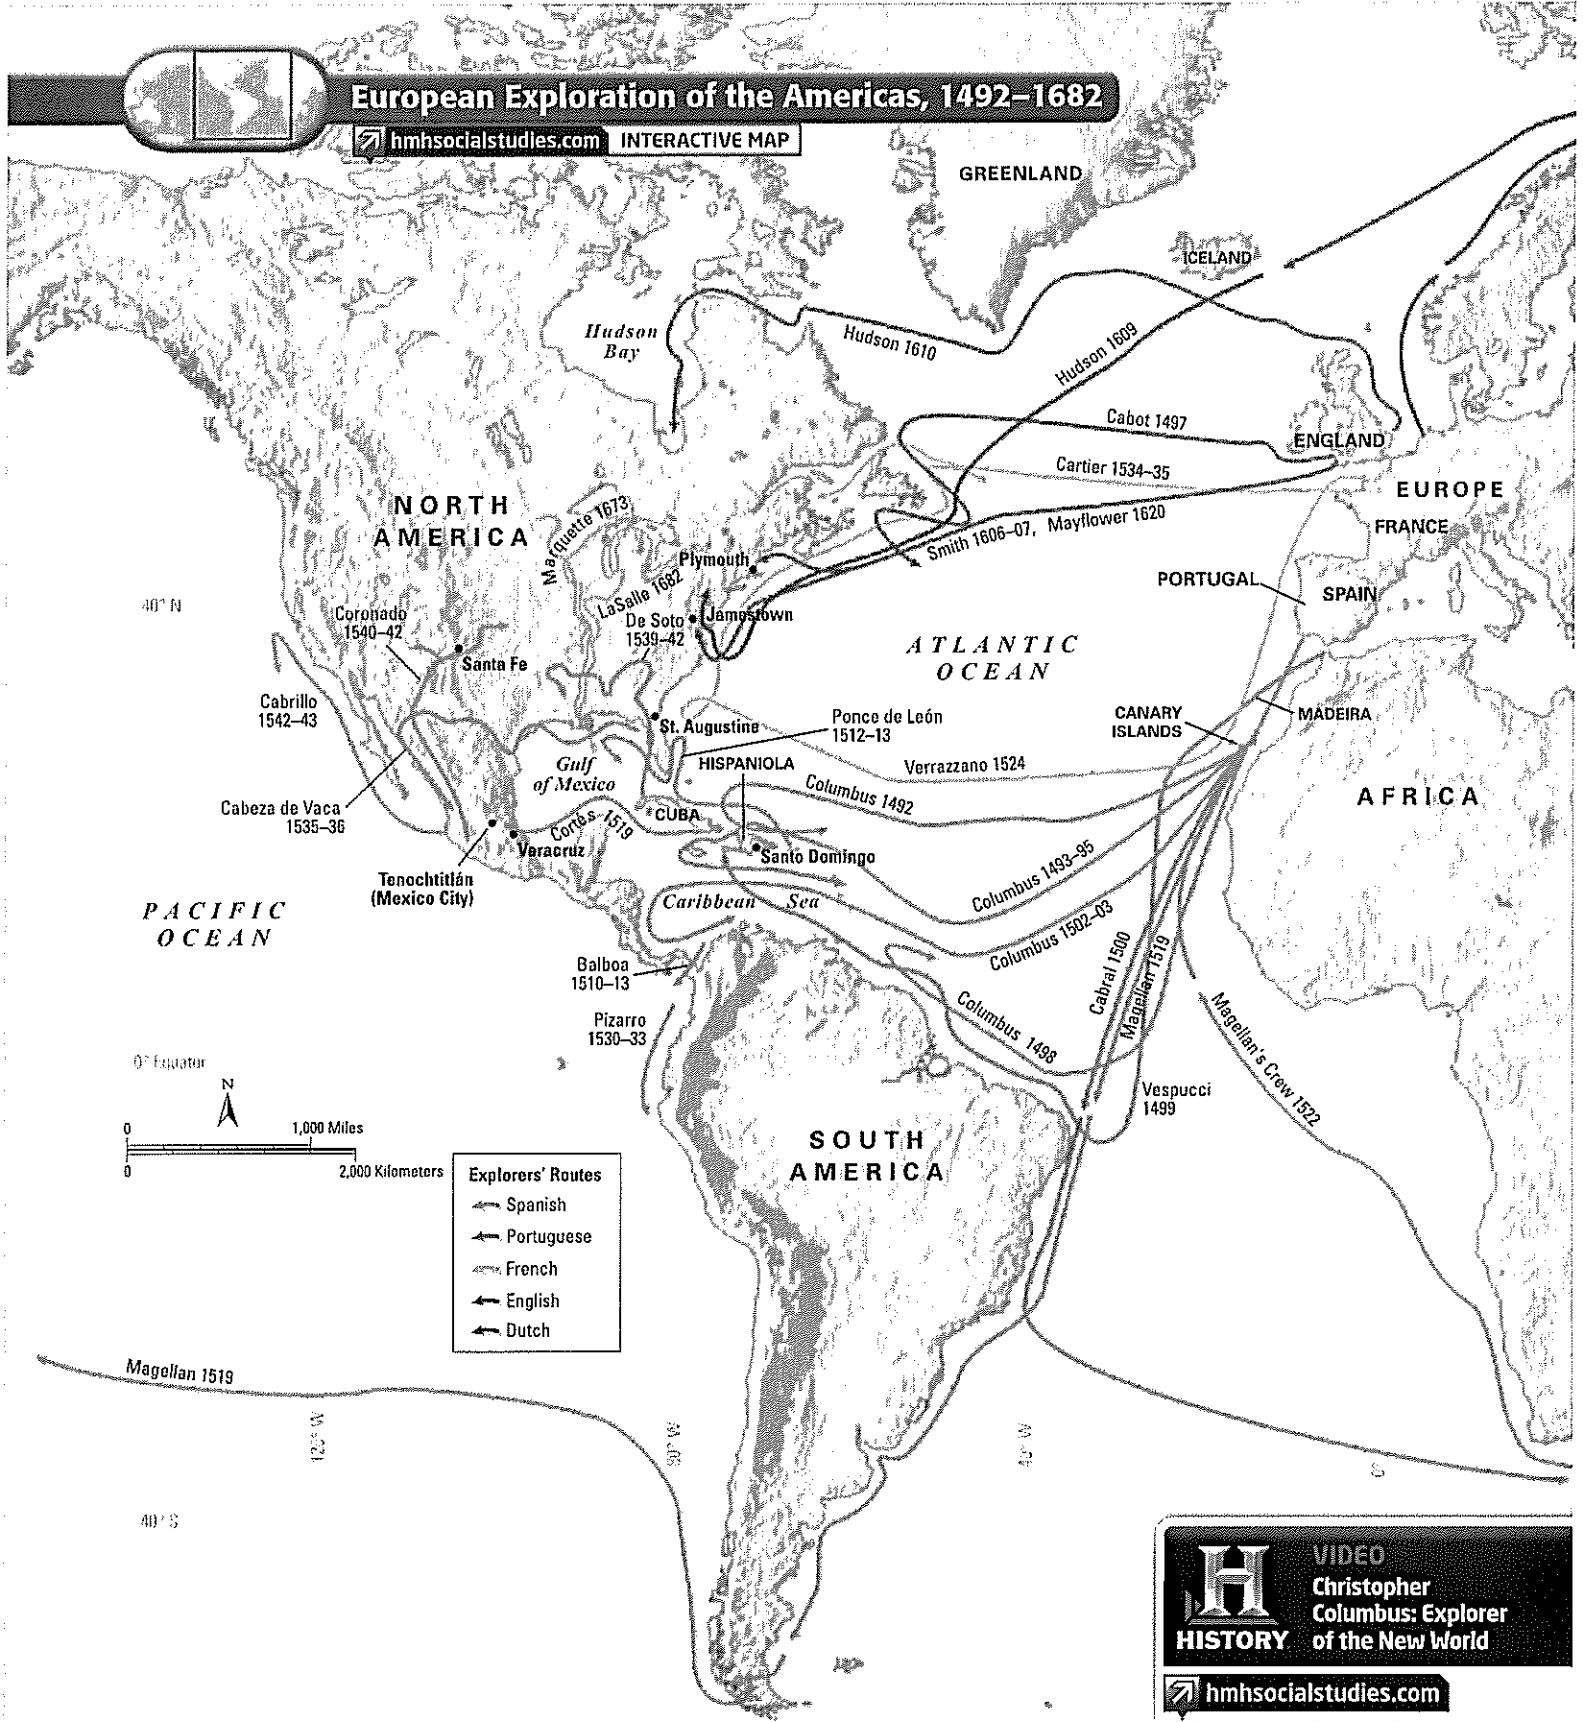 European Exploration of the Americas, 1492–1682
hmhsocialstudies.com INTERACTIVE MAP
GREENLAND
ICELAND
Hudson
Bay
Hudson 1610
Hudson 1609
Cabot 1497
ENGLAND
Cartier 1534–35
EUROPE
NORTH
AMERICA
Marquette 1673
FRANCE
Smith 1606–07, Mayflower 1620
Plymouth
PORTUGAL
SPAIN
LaSalle 1682
40° N
Coronado
1540–42
De Soto
1539–42
Jamestown
ATLANTIC
OCEAN
Santa Fe
Cabrillo
1542–43
St. Augustine
Ponce de León
1512–13
CANARY
ISLANDS
MADEIRA
Gulf
of Mexico
HISPANIOLA
Verrazzano 1524
Columbus 1492
AFRICA
Cabeza de Vaca
1535–36
CUBA
Cortés 1519
Veracruz
Santo Domingo
Tenochtitlán
(Mexico City)
Columbus 1493–95
PACIFIC
OCEAN
Caribbean Sea
Columbus 1502–03
Cabral 1500
Magellan 1519
Balboa
1510–13
Columbus 1498
Magellan's Crew 1522
Pizarro
1530–33
0° Equator
N
Vespucci
1499
0 1,000 Miles
0 2,000 Kilometers
SOUTH
AMERICA
Explorers' Routes
Spanish
Portuguese
French
English
Dutch
Magellan 1519
120° W
80° W
40° W
0°
40° S
H
HISTORY
VIDEO
Christopher
Columbus: Explorer
of the New World
hmhsocialstudies.com